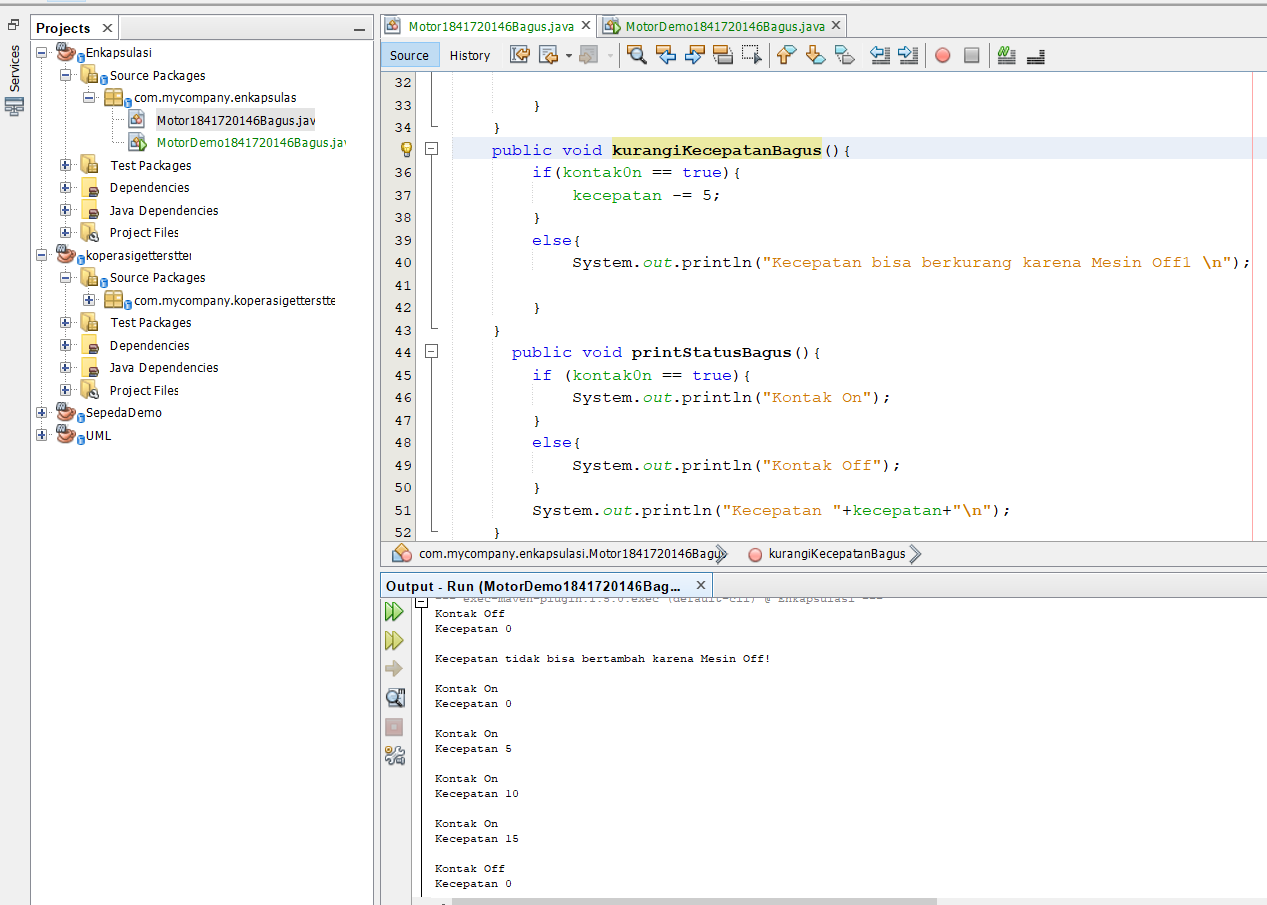 Services
Projects
Enkapsulasi
Source Packages
com.mycompany.enkapsulas
Motor1841720146Bagus.jav
MotorDemo1841720146Bagus.jav
Test Packages
Dependencies
Java Dependencies
Project Files
koperasigetterstter
Source Packages
com.mycompany.koperasigetterstte
Test Packages
Dependencies
Java Dependencies
Project Files
SepedaDemo
UML
Motor1841720146Bagus.java MotorDemo1841720146Bagus.java
Source History
32
33 }
34 }
public void kurangiKecepatanBagus(){
36 if(kontakOn == true){
37 kecepatan -= 5;
38 }
39 else{
40 System.out.println("Kecepatan bisa berkurang karena Mesin Off1 \n");
41
42 }
43 }
44 public void printStatusBagus(){
45 if (kontakOn == true){
46 System.out.println("Kontak On");
47 }
48 else{
49 System.out.println("Kontak Off");
50 }
51 System.out.println("Kecepatan "+kecepatan+"\n");
52 }
com.mycompany.enkapsulasi.Motor1841720146Bagus kurangiKecepatanBagus
Output - Run (MotorDemo1841720146Bag...
--- exec-maven-plugin:1.5.0:exec (default-cli) @ Enkapsulasi ---
Kontak Off
Kecepatan 0
Kecepatan tidak bisa bertambah karena Mesin Off!
Kontak On
Kecepatan 0
Kontak On
Kecepatan 5
Kontak On
Kecepatan 10
Kontak On
Kecepatan 15
Kontak Off
Kecepatan 0